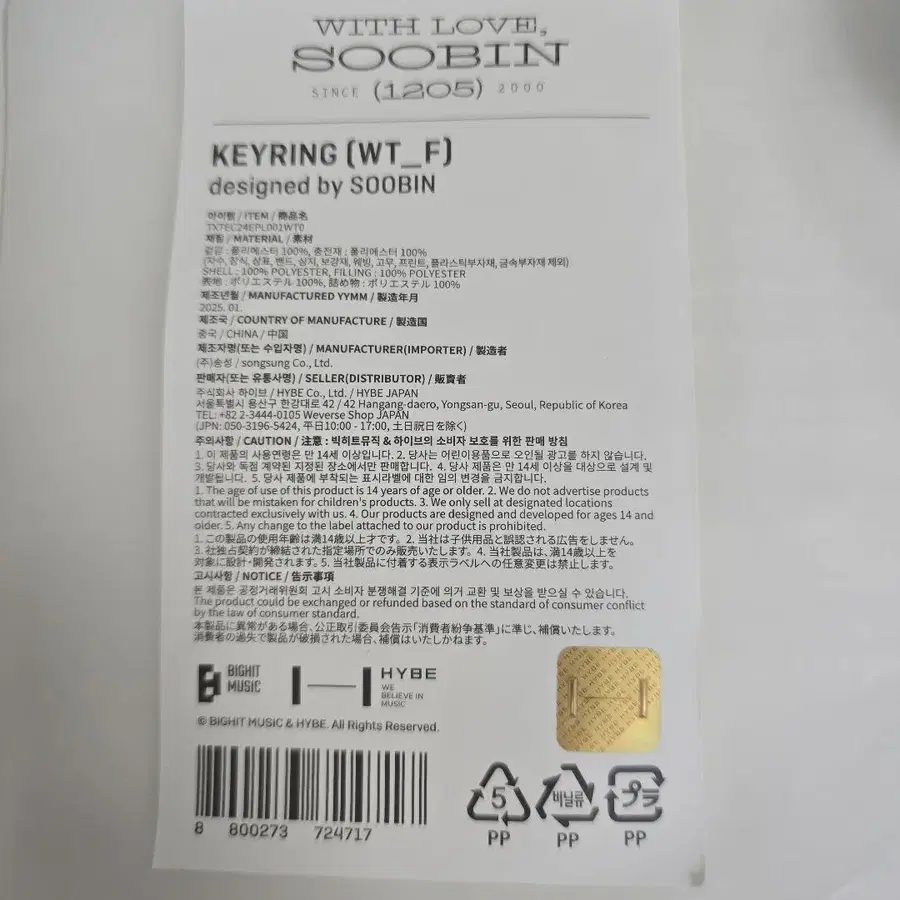 WITH LOVE,
SOOBIN
SINCE (1205) 2000
KEYRING (WT_F)
designed by SOOBIN
아이템 / ITEM / 商品名
TXTEC24EPL001WT0
재질 / MATERIAL / 素材
겉감 : 폴리에스터 100%, 충전재 : 폴리에스터 100%
(자수, 장식, 상표, 밴드, 심지, 보강재, 웨빙, 고무, 프린트, 플라스틱부자재, 금속부자재 제외)
SHELL : 100% POLYESTER, FILLING : 100% POLYESTER
表地 : ポリエステル 100%, 詰め物 : ポリエステル 100%
제조년월 / MANUFACTURED YYMM / 製造年月
2025. 01.
제조국 / COUNTRY OF MANUFACTURE / 製造国
중국 / CHINA / 中国
제조자명(또는 수입자명) / MANUFACTURER(IMPORTER) / 製造者
(주)송성 / songsung Co., Ltd.
판매자(또는 유통사명) / SELLER(DISTRIBUTOR) / 販賣者
주식회사 하이브 / HYBE Co., Ltd. / HYBE JAPAN
서울특별시 용산구 한강대로 42 / 42 Hangang-daero, Yongsan-gu, Seoul, Republic of Korea
TEL: +82 2-3444-0105 Weverse Shop JAPAN
(JPN: 050-3196-5424, 平日10:00 - 17:00, 土日祝日を除く)
주의사항 / CAUTION / 注意 : 빅히트뮤직 & 하이브의 소비자 보호를 위한 판매 방침
1. 이 제품의 사용연령은 만 14세 이상입니다. 2. 당사는 어린이용품으로 오인될 광고를 하지 않습니다.
3. 당사와 독점 계약된 지정된 장소에서만 판매합니다. 4. 당사 제품은 만 14세 이상을 대상으로 설계 및
개발됩니다. 5. 당사 제품에 부착되는 표시라벨에 대한 임의 변경을 금지합니다.
1. The age of use of this product is 14 years of age or older. 2. We do not advertise products
that will be mistaken for children's products. 3. We only sell at designated locations
contracted exclusively with us. 4. Our products are designed and developed for ages 14 and
older. 5. Any change to the label attached to our product is prohibited.
1. この製品の使用年齢は満14歳以上才です。2. 当社は子供用品と誤認される広告をしません。
3. 社独占契約が締結された指定場所でのみ販売いたします。4. 当社製品は、満14歳以上を
対象に設計・開発されます。5. 当社製品に付着する表示ラベルへの任意変更は禁止します。
고시사항 / NOTICE / 告示事項
본 제품은 공정거래위원회 고시 소비자 분쟁해결 기준에 의거 교환 및 보상을 받으실 수 있습니다.
The product could be exchanged or refunded based on the standard of consumer conflict
by the law of consumer standard.
本製品に異常がある場合、公正取引委員会告示「消費者紛争基準」に準じ、補償いたします。
消費者の過失で製品が破損された場合、補償はいたしかねます。
BIGHIT
MUSIC
HYBE
WE
BELIEVE IN
MUSIC
© BIGHIT MUSIC & HYBE. All Rights Reserved.
8 800273 724717
5
PP
비닐류
PP
プラ
PP